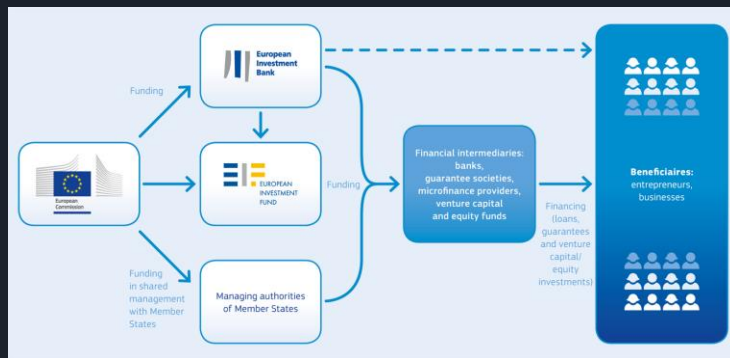 European
Investment
Bank
Funding
European
Commission
EIF
EUROPEAN
INVESTMENT
FUND
Funding
Funding
in shared
management
with Member
States
Managing authorities
of Member States
Financial intermediaries:
banks,
guarantee societies,
microfinance providers,
venture capital
and equity funds
Financing
(loans,
guarantees
and venture
capital/
equity
investments)
Beneficiaires:
entrepreneurs,
businesses